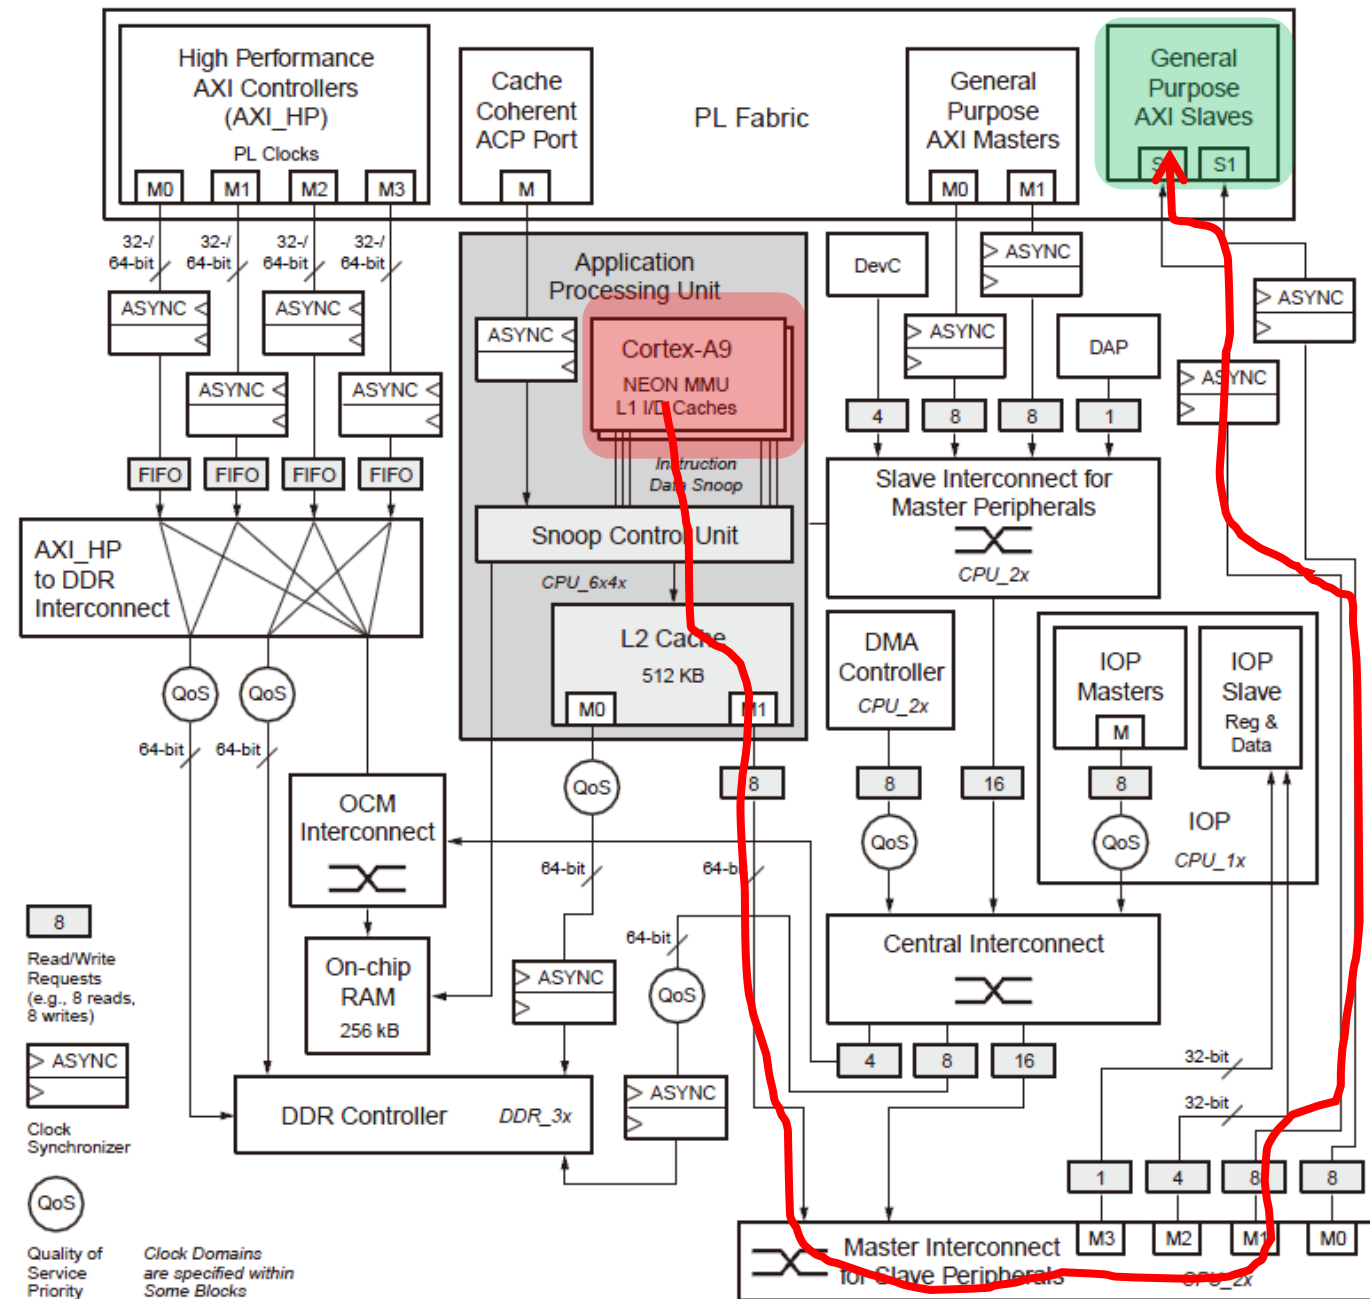 High Performance
AXI Controllers
(AXI_HP)
PL Clocks
M0
M1
M2
M3
Cache
Coherent
ACP Port
M
PL Fabric
General
Purpose
AXI Masters
M0
M1
General
Purpose
AXI Slaves
S1
32-/
64-bit
32-/
64-bit
32-/
64-bit
32-/
64-bit
ASYNC
ASYNC
ASYNC
ASYNC
FIFO
FIFO
FIFO
FIFO
AXI_HP
to DDR
Interconnect
QoS
QoS
64-bit
64-bit
Application
Processing Unit
ASYNC
Cortex-A9
NEON MMU
L1 I/D Caches
Instruction
Data Snoop
Snoop Control Unit
CPU_6x4x
L2 Cache
512 KB
M0
M1
QoS
8
64-bit
64-bit
DevC
ASYNC
ASYNC
DAP
ASYNC
ASYNC
4
8
8
1
Slave Interconnect for
Master Peripherals
CPU_2x
DMA
Controller
CPU_2x
8
QoS
16
IOP
Masters
M
8
QoS
IOP
Slave
Reg &
Data
IOP
CPU_1x
OCM
Interconnect
On-chip
RAM
256 kB
ASYNC
64-bit
QoS
ASYNC
Central Interconnect
4
8
16
DDR Controller
DDR_3x
32-bit
32-bit
1
4
8
8
M3
M2
M1
M0
Master Interconnect
for Slave Peripherals
CPU_2x
8
Read/Write
Requests
(e.g., 8 reads,
8 writes)
ASYNC
Clock
Synchronizer
QoS
Quality of
Service
Priority
Clock Domains
are specified within
Some Blocks